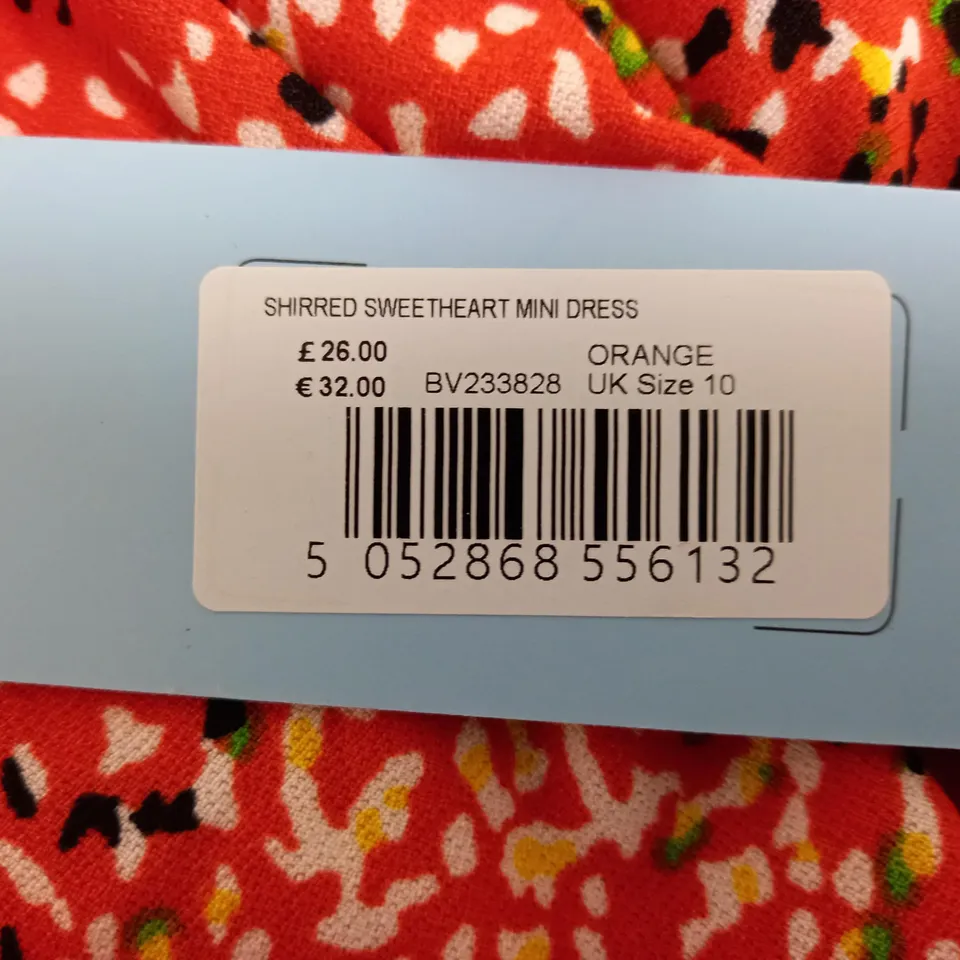 SHIRRED SWEETHEART MINI DRESS
£ 26.00 ORANGE
€ 32.00 BV233828 UK Size 10
5 052868 556132